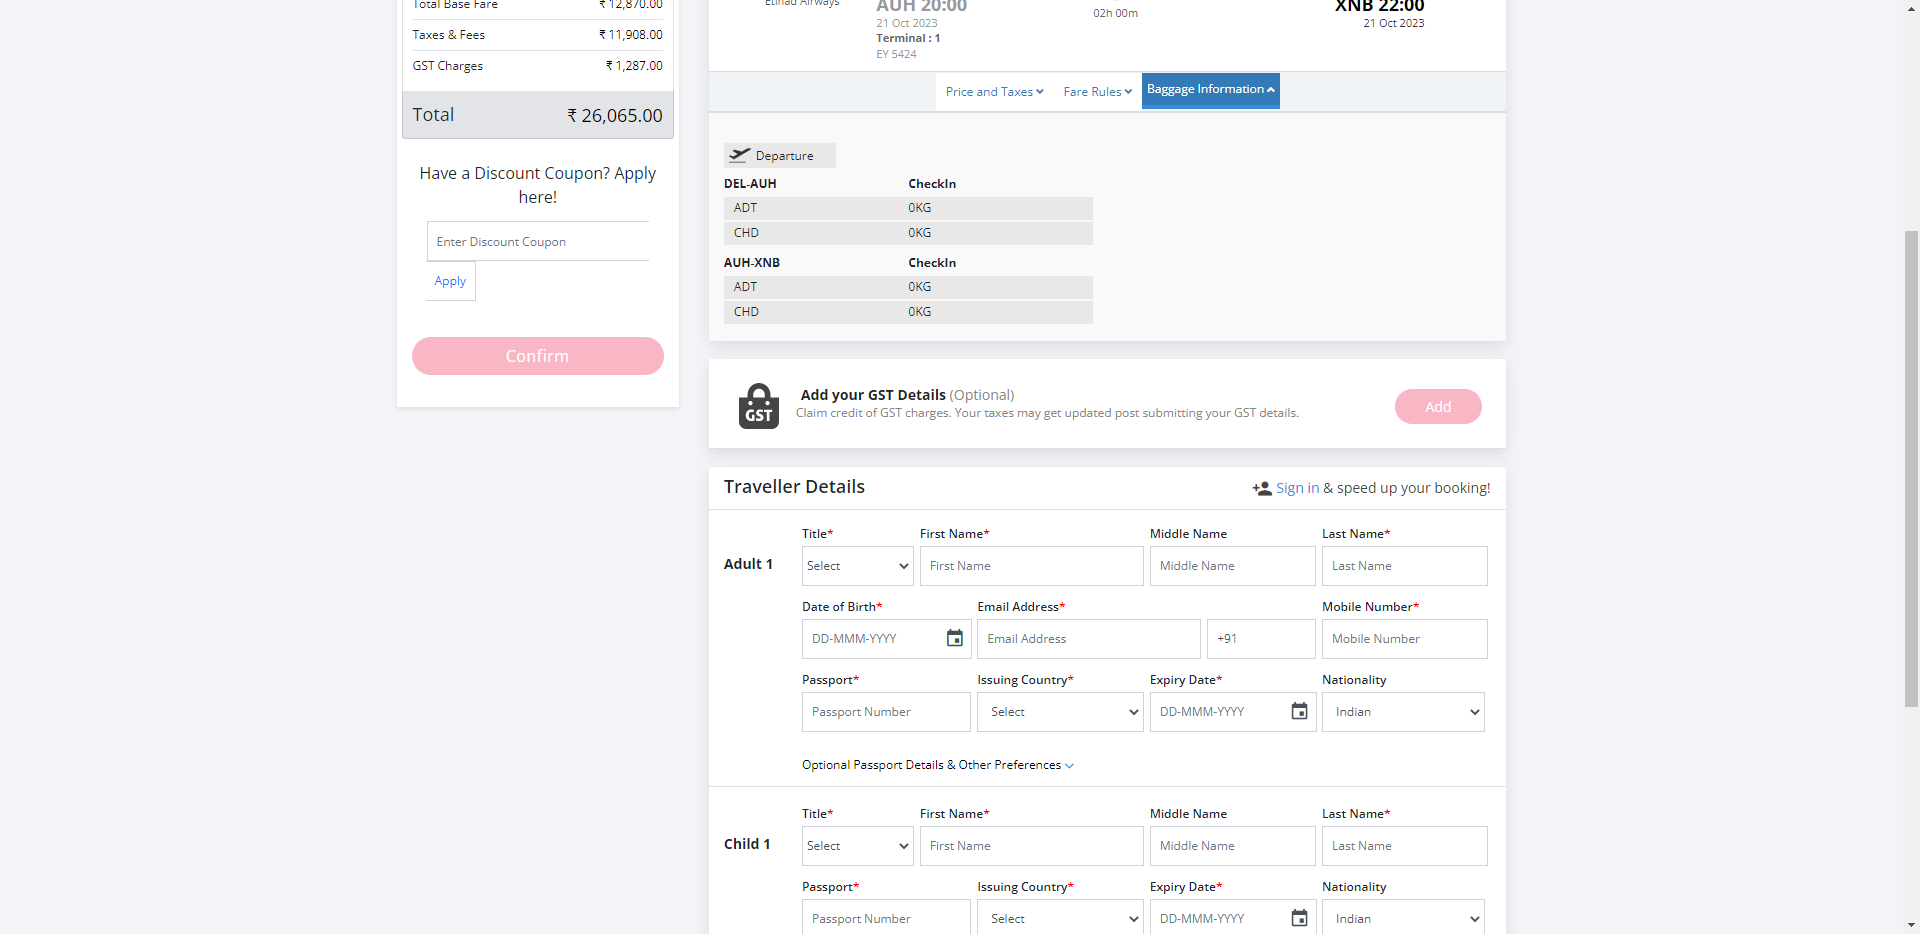 Total Base Fare ₹ 12,870.00
Taxes & Fees ₹ 11,908.00
GST Charges ₹ 1,287.00
Total ₹ 26,065.00
Have a Discount Coupon? Apply
here!
Enter Discount Coupon
Apply
Confirm
Etihad Airways
AUH 20:00
21 Oct 2023
Terminal : 1
EY 5424
02h 00m
XNB 22:00
21 Oct 2023
Price and Taxes Fare Rules Baggage Information
Departure
DEL-AUH CheckIn
ADT 0KG
CHD 0KG
AUH-XNB CheckIn
ADT 0KG
CHD 0KG
GST
Add your GST Details (Optional)
Claim credit of GST charges. Your taxes may get updated post submitting your GST details.
Add
Traveller Details Sign in & speed up your booking!
Adult 1
Title* First Name* Middle Name Last Name*
Select First Name Middle Name Last Name
Date of Birth* Email Address* Mobile Number*
DD-MMM-YYYY Email Address +91 Mobile Number
Passport* Issuing Country* Expiry Date* Nationality
Passport Number Select DD-MMM-YYYY Indian
Optional Passport Details & Other Preferences
Child 1
Title* First Name* Middle Name Last Name*
Select First Name Middle Name Last Name
Passport* Issuing Country* Expiry Date* Nationality
Passport Number Select DD-MMM-YYYY Indian